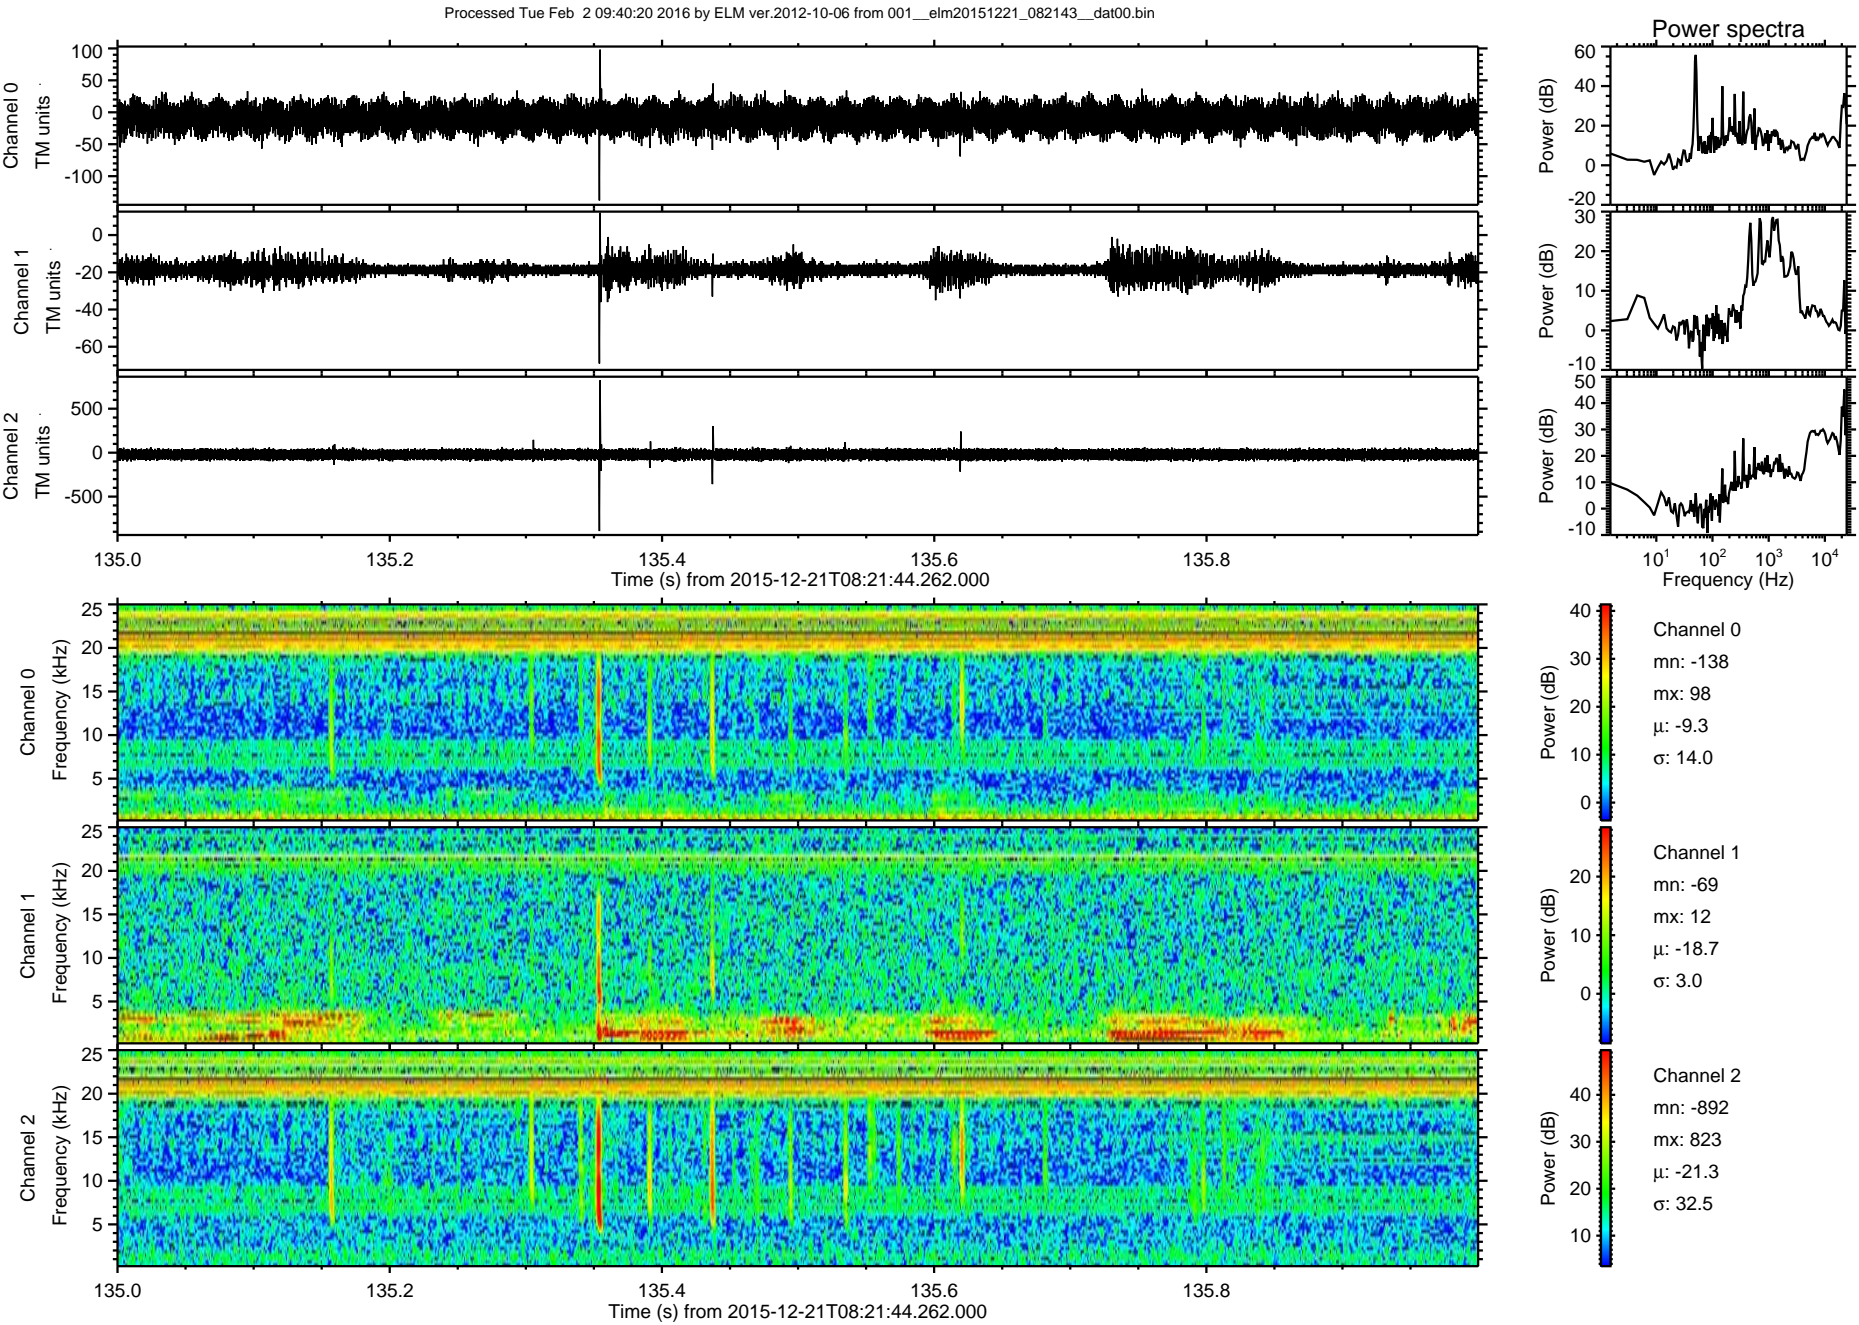 Processed Tue Feb  2 09:40:20 2016 by ELM ver.2012-10-06 from 001__elm20151221_082143__dat00.bin
Power spectra
Channel 0
TM units
100
50
0
-50
-100
Power (dB)
60
40
20
0
-20
Channel 1
TM units
0
-20
-40
-60
Power (dB)
30
20
10
0
-10
Channel 2
TM units
500
0
-500
Power (dB)
50
40
30
20
10
0
-10
135.0 135.2 135.4 135.6 135.8
Time (s) from 2015-12-21T08:21:44.262.000
10¹ 10² 10³ 10⁴
Frequency (Hz)
Channel 0
Frequency (kHz)
25
20
15
10
5
Power (dB)
40
30
20
10
0
Channel 0
mn: -138
mx: 98
μ: -9.3
σ: 14.0
Channel 1
Frequency (kHz)
25
20
15
10
5
Power (dB)
20
10
0
Channel 1
mn: -69
mx: 12
μ: -18.7
σ: 3.0
Channel 2
Frequency (kHz)
25
20
15
10
5
Power (dB)
40
30
20
10
Channel 2
mn: -892
mx: 823
μ: -21.3
σ: 32.5
135.0 135.2 135.4 135.6 135.8
Time (s) from 2015-12-21T08:21:44.262.000